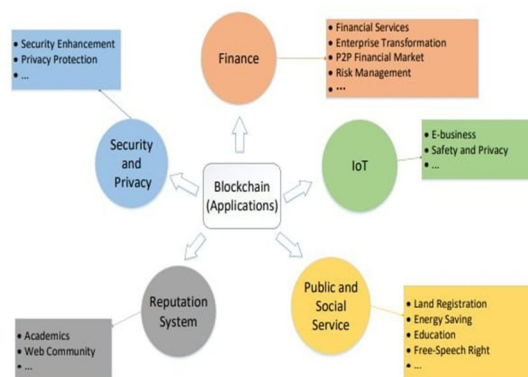 • Security Enhancement
• Privacy Protection
• ...
Finance
• Financial Services
• Enterprise Transformation
• P2P Financial Market
• Risk Management
• ...
Security
and
Privacy
Blockchain
(Applications)
IoT
• E-business
• Safety and Privacy
• ...
Reputation
System
• Academics
• Web Community
• ...
Public and
Social
Service
• Land Registration
• Energy Saving
• Education
• Free-Speech Right
• ...